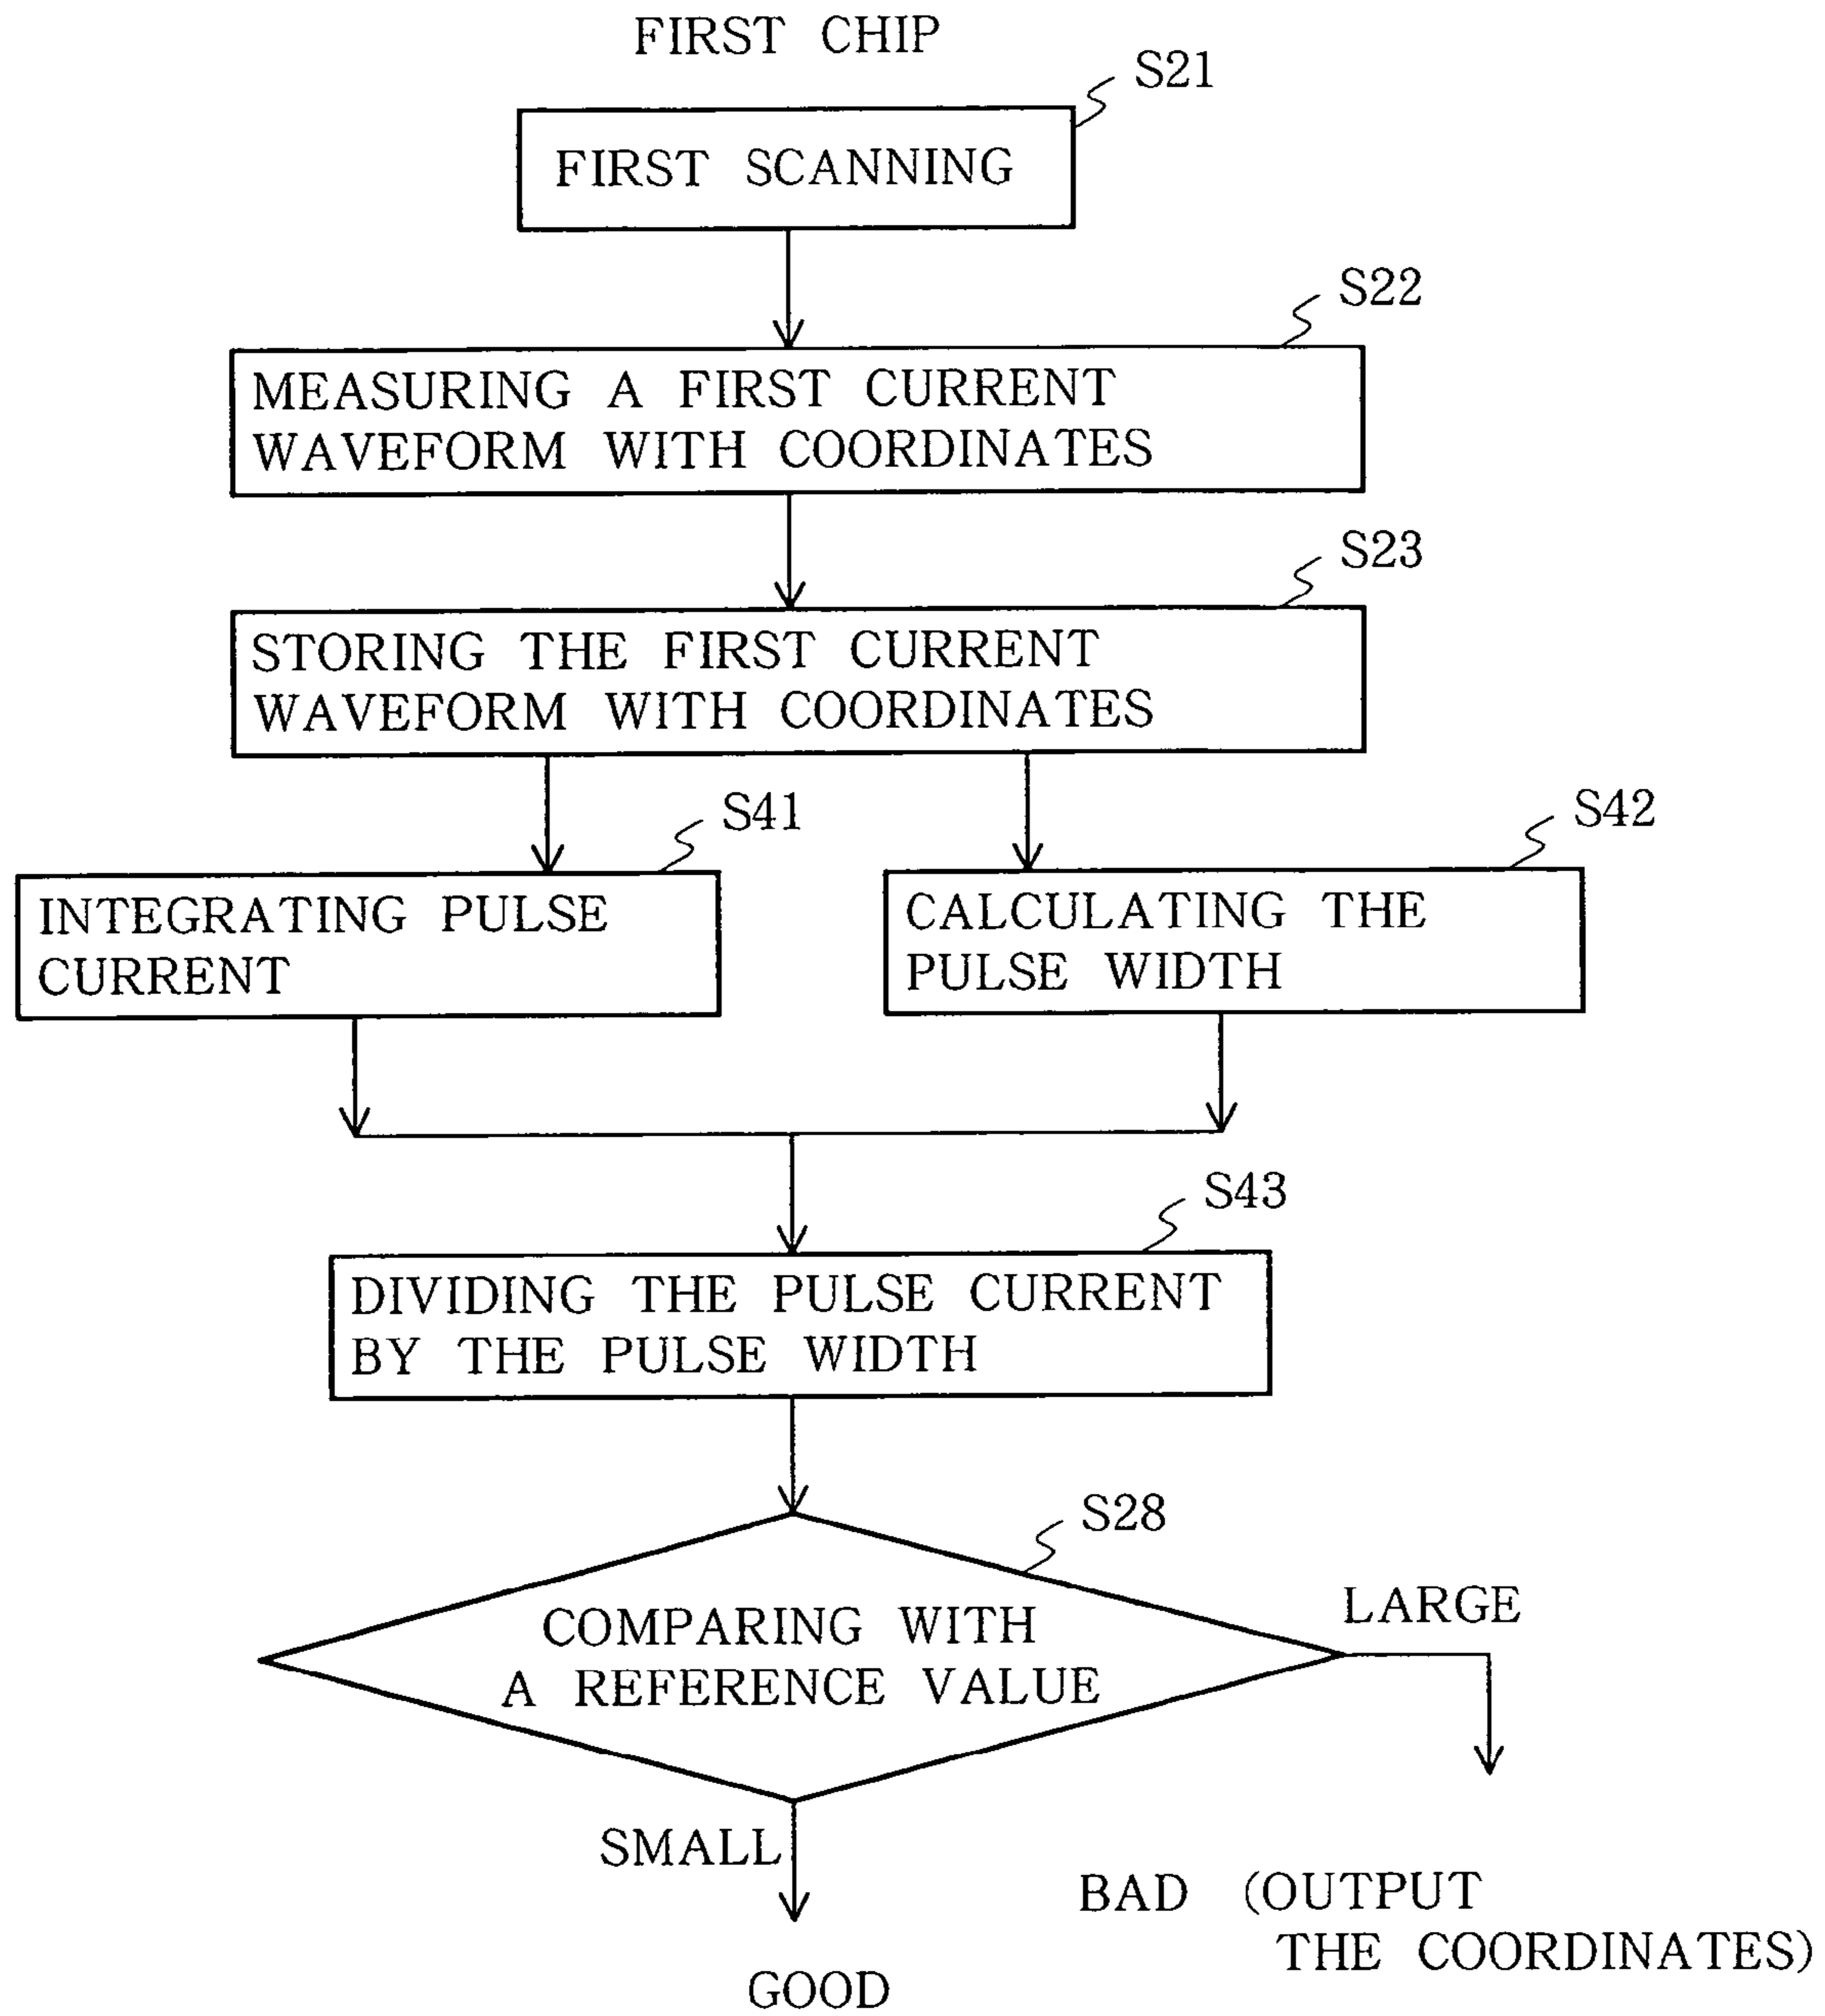 FIRST CHIP
S21
FIRST SCANNING
S22
MEASURING A FIRST CURRENT
WAVEFORM WITH COORDINATES
S23
STORING THE FIRST CURRENT
WAVEFORM WITH COORDINATES
S41
S42
INTEGRATING PULSE
CURRENT
CALCULATING THE
PULSE WIDTH
S43
DIVIDING THE PULSE CURRENT
BY THE PULSE WIDTH
S28
COMPARING WITH
A REFERENCE VALUE
LARGE
SMALL
BAD (OUTPUT
THE COORDINATES)
GOOD